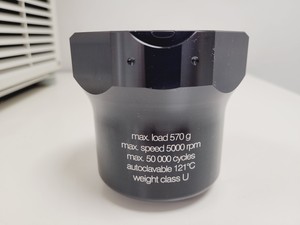 max. load 570 g
max. speed 5000 rpm
max. 50 000 cycles
autoclavable 121°C
weight class U